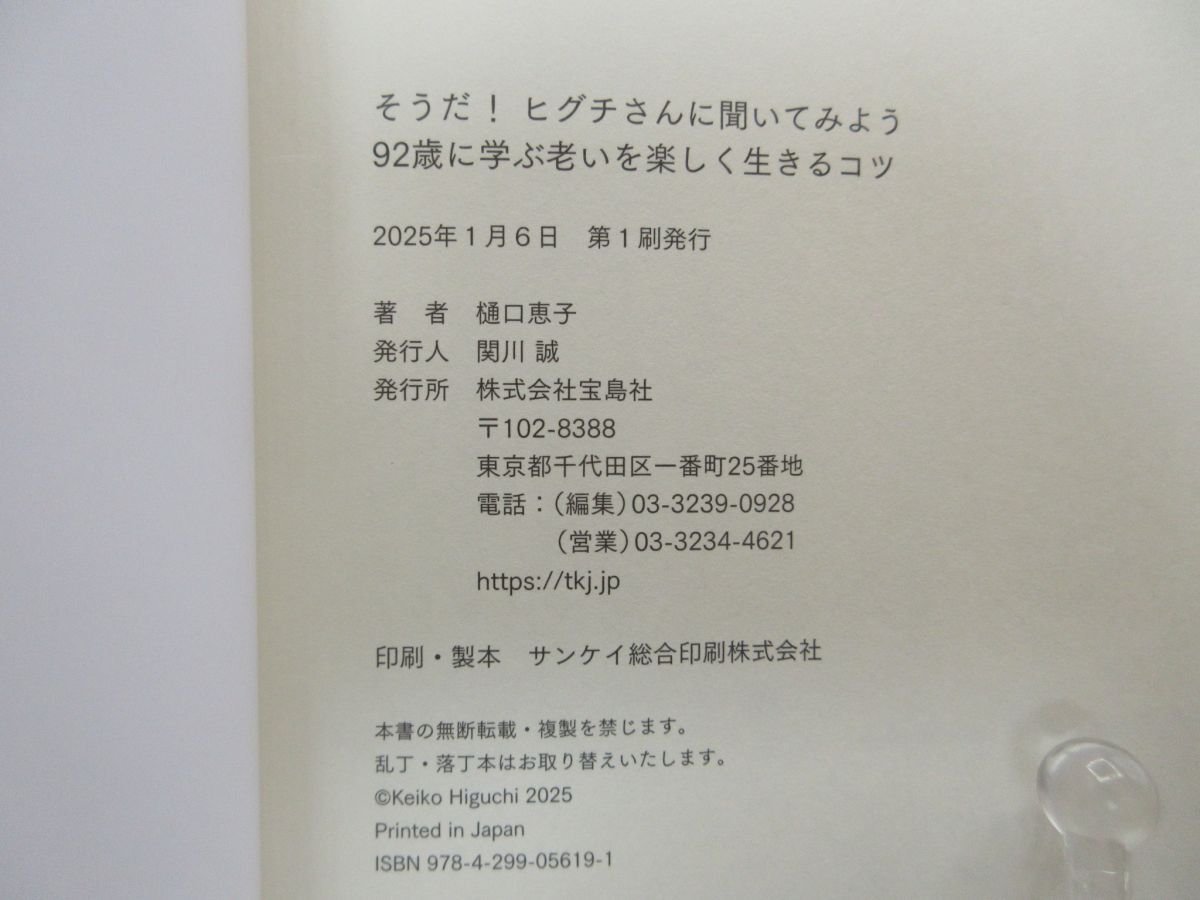 そうだ！ ヒグチさんに聞いてみよう
92歳に学ぶ老いを楽しく生きるコツ
2025年１月６日　第１刷発行
著　者　樋口恵子
発行人　関川 誠
発行所　株式会社宝島社
〒102-8388
東京都千代田区一番町25番地
電話：（編集）03-3239-0928
（営業）03-3234-4621
https://tkj.jp
印刷・製本　サンケイ総合印刷株式会社
本書の無断転載・複製を禁じます。
乱丁・落丁本はお取り替えいたします。
©Keiko Higuchi 2025
Printed in Japan
ISBN 978-4-299-05619-1